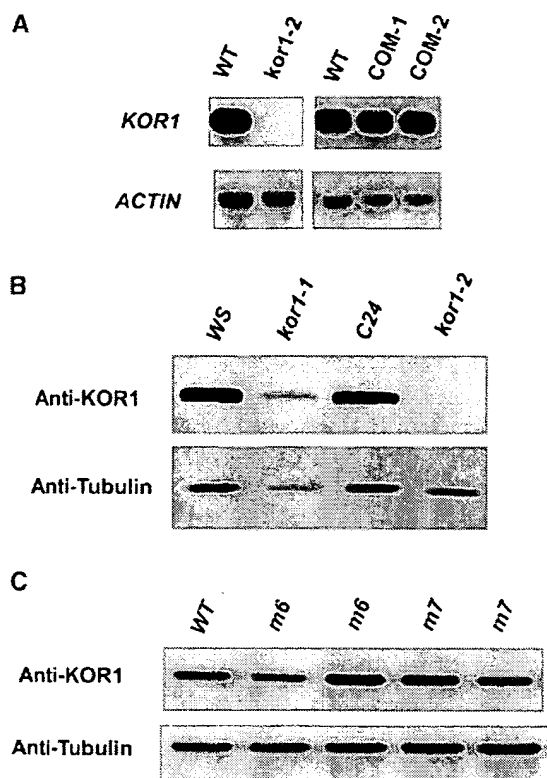 A
WT kor1-2 WT COM-1 COM-2
KOR1
ACTIN
B
WS kor1-1 C24 kor1-2
Anti-KOR1
Anti-Tubulin
C
WT m6 m6 m7 m7
Anti-KOR1
Anti-Tubulin